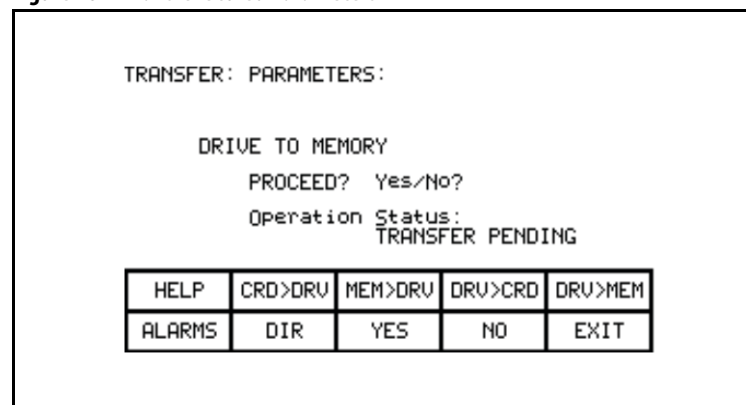 TRANSFER: PARAMETERS:
DRIVE TO MEMORY
PROCEED? Yes/No?
Operation Status:
TRANSFER PENDING
HELP CRD>DRV MEM>DRV DRV>CRD DRV>MEM
ALARMS DIR YES NO EXIT